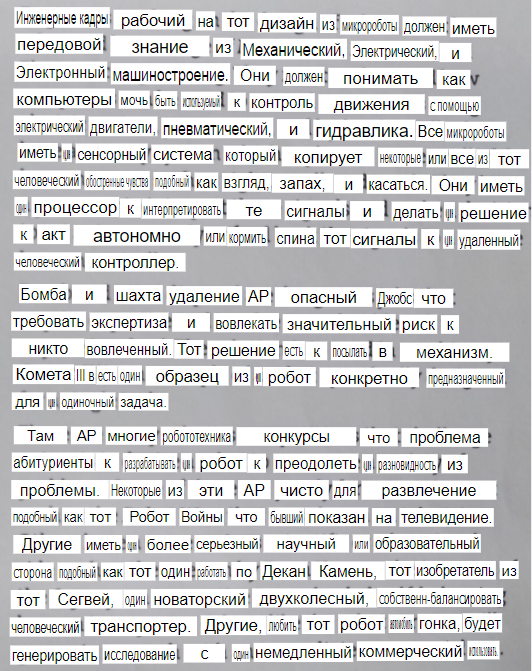 Инженерные кадры рабочий на тот дизайн из микророботы должен иметь
передовой знание из Механический, Электрический, и
Электронный машиностроение. Они должен понимать как
компьютеры мочь быть используемый к контроль движения с помощью
электрический двигатели, пневматический, и гидравлика. Все микророботы
иметь сенсорный система который копирует некоторые или все из тот
человеческий обостренные чувства подобный как взгляд, запах, и касаться. Они иметь
один процессор к интерпретировать те сигналы и делать решение
к акт автономно или кормить спина тот сигналы к удаленный
человеческий контроллер.
Бомба и шахта удаление АР опасный Джобс что
требовать экспертиза и вовлекать значительный риск к
никто вовлеченный. Тот решение есть к посылать в механизм.
Комета III в есть один образец из робот конкретно предназначенный
для одиночный задача.
Там АР многие робототехника конкурсы что проблема
абитуриенты к разрабатывать робот к преодолеть разновидность из
проблемы. Некоторые из эти АР чисто для развлечение
подобный как тот Робот Войны что бывший показан на телевидение.
Другие иметь более серьезный научный или образовательный
сторона подобный как тот один работать по Декан Камень, тот изобретатель из
тот Сегвей, один новаторский двухколесный, собственн-балансировать
человеческий транспортер. Другие, любить тот робот автомобиль гонка, будет
генерировать исследование с один немедленный коммерческий использовать.